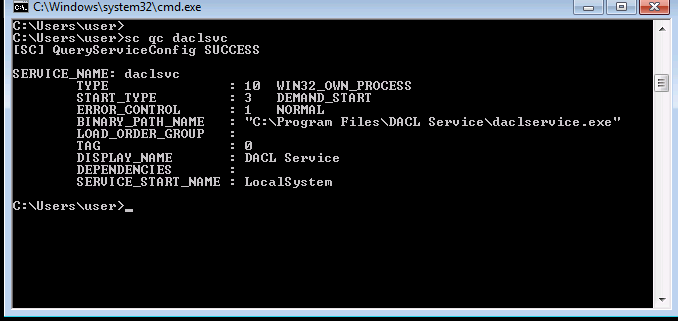 C:\Windows\system32\cmd.exe
C:\Users\user>
C:\Users\user>sc qc daclsvc
[SC] QueryServiceConfig SUCCESS
SERVICE_NAME: daclsvc
        TYPE               : 10  WIN32_OWN_PROCESS
        START_TYPE         : 3   DEMAND_START
        ERROR_CONTROL      : 1   NORMAL
        BINARY_PATH_NAME   : "C:\Program Files\DACL Service\daclservice.exe"
        LOAD_ORDER_GROUP   :
        TAG                : 0
        DISPLAY_NAME       : DACL Service
        DEPENDENCIES       :
        SERVICE_START_NAME : LocalSystem
C:\Users\user>_